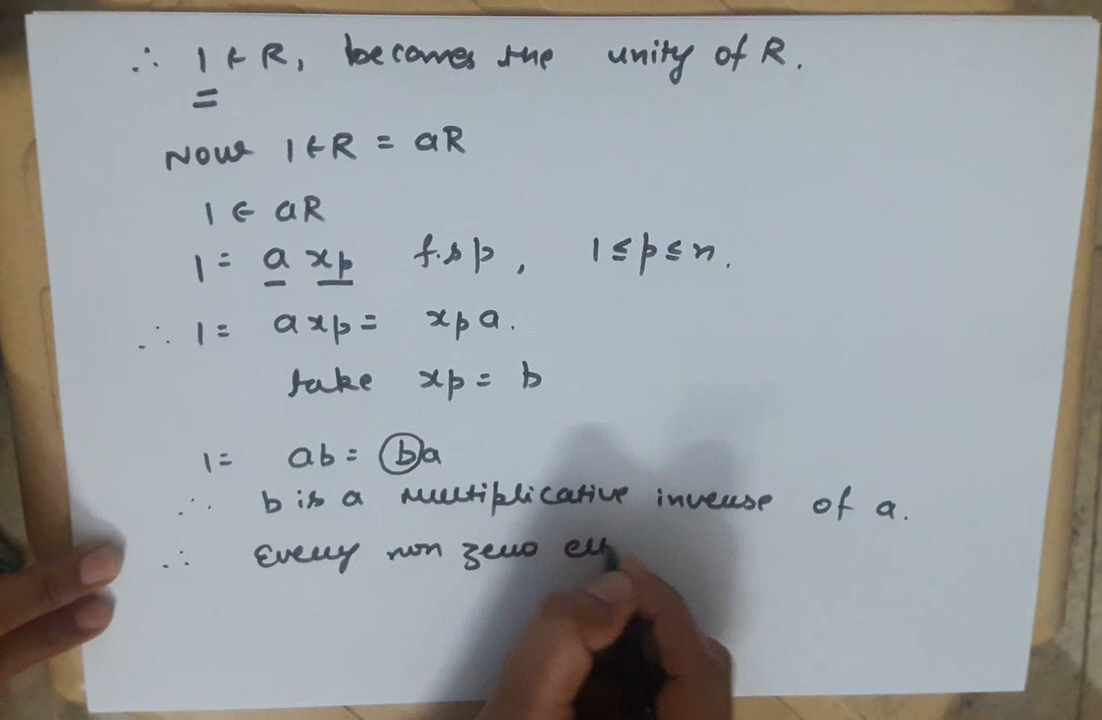 ∴ 1 ∈ R, becomes the unity of R.
Now 1 ∈ R = aR
1 ∈ aR
1 = a xp f.s p, 1 ≤ p ≤ n.
∴ 1 = a xp = xp a.
take xp = b
1 = ab = ba
∴ b is a multiplicative inverse of a.
∴ Every non zero